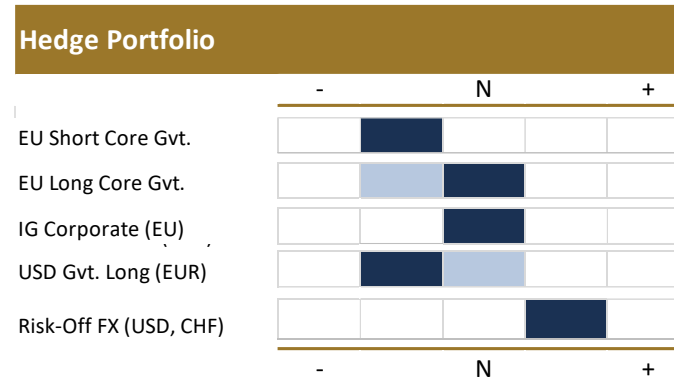 Hedge Portfolio
- N +
EU Short Core Gvt.
EU Long Core Gvt.
IG Corporate (EU)
USD Gvt. Long (EUR)
Risk-Off FX (USD, CHF)
- N +